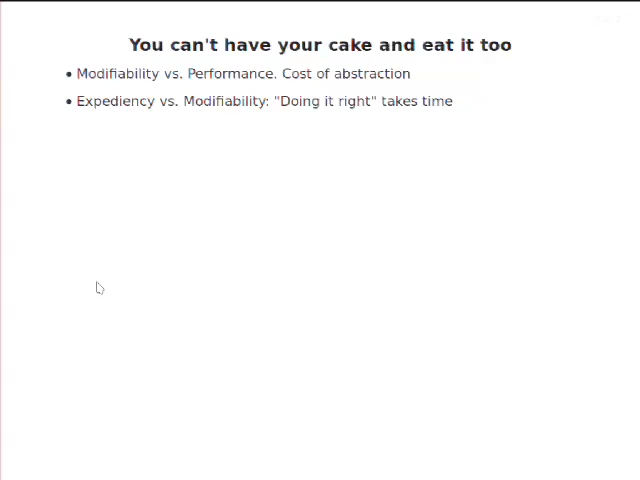 You can't have your cake and eat it too
• Modifiability vs. Performance. Cost of abstraction
• Expediency vs. Modifiability: "Doing it right" takes time